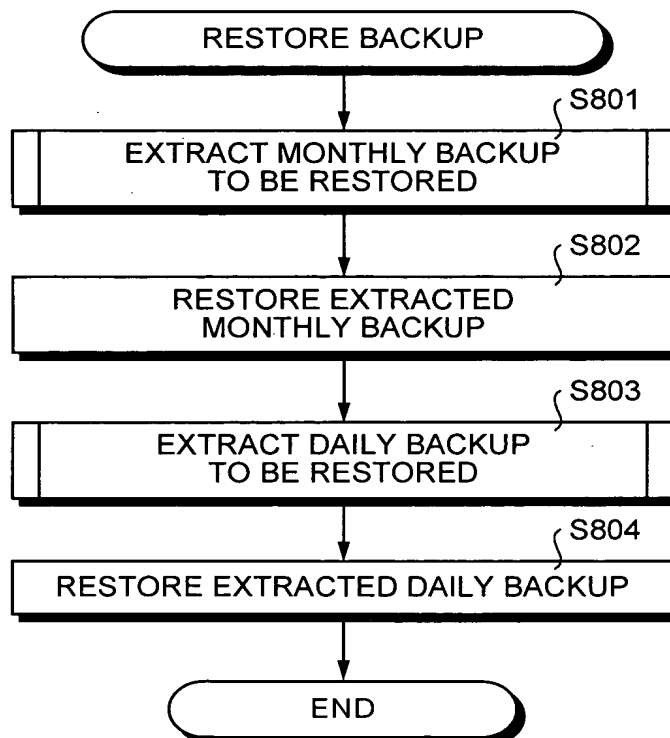 RESTORE BACKUP
S801
EXTRACT MONTHLY BACKUP
TO BE RESTORED
S802
RESTORE EXTRACTED
MONTHLY BACKUP
S803
EXTRACT DAILY BACKUP
TO BE RESTORED
S804
RESTORE EXTRACTED DAILY BACKUP
END